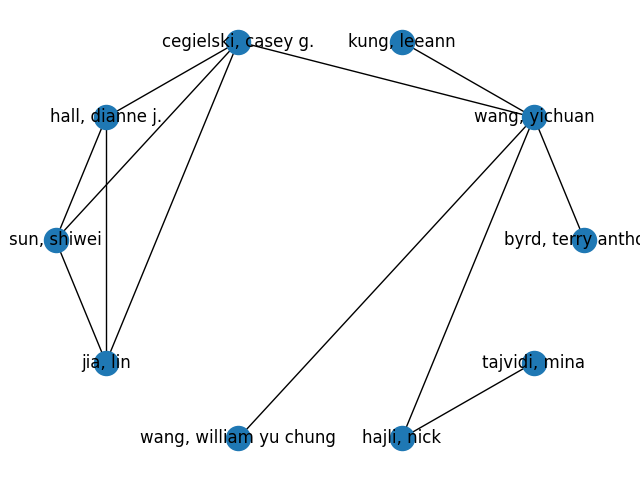 cegielski, casey g.
kung, leeann
hall, dianne j.
wang, yichuan
sun, shiwei
byrd, terry antho
jia, lin
tajvidi, mina
wang, william yu chung
hajli, nick